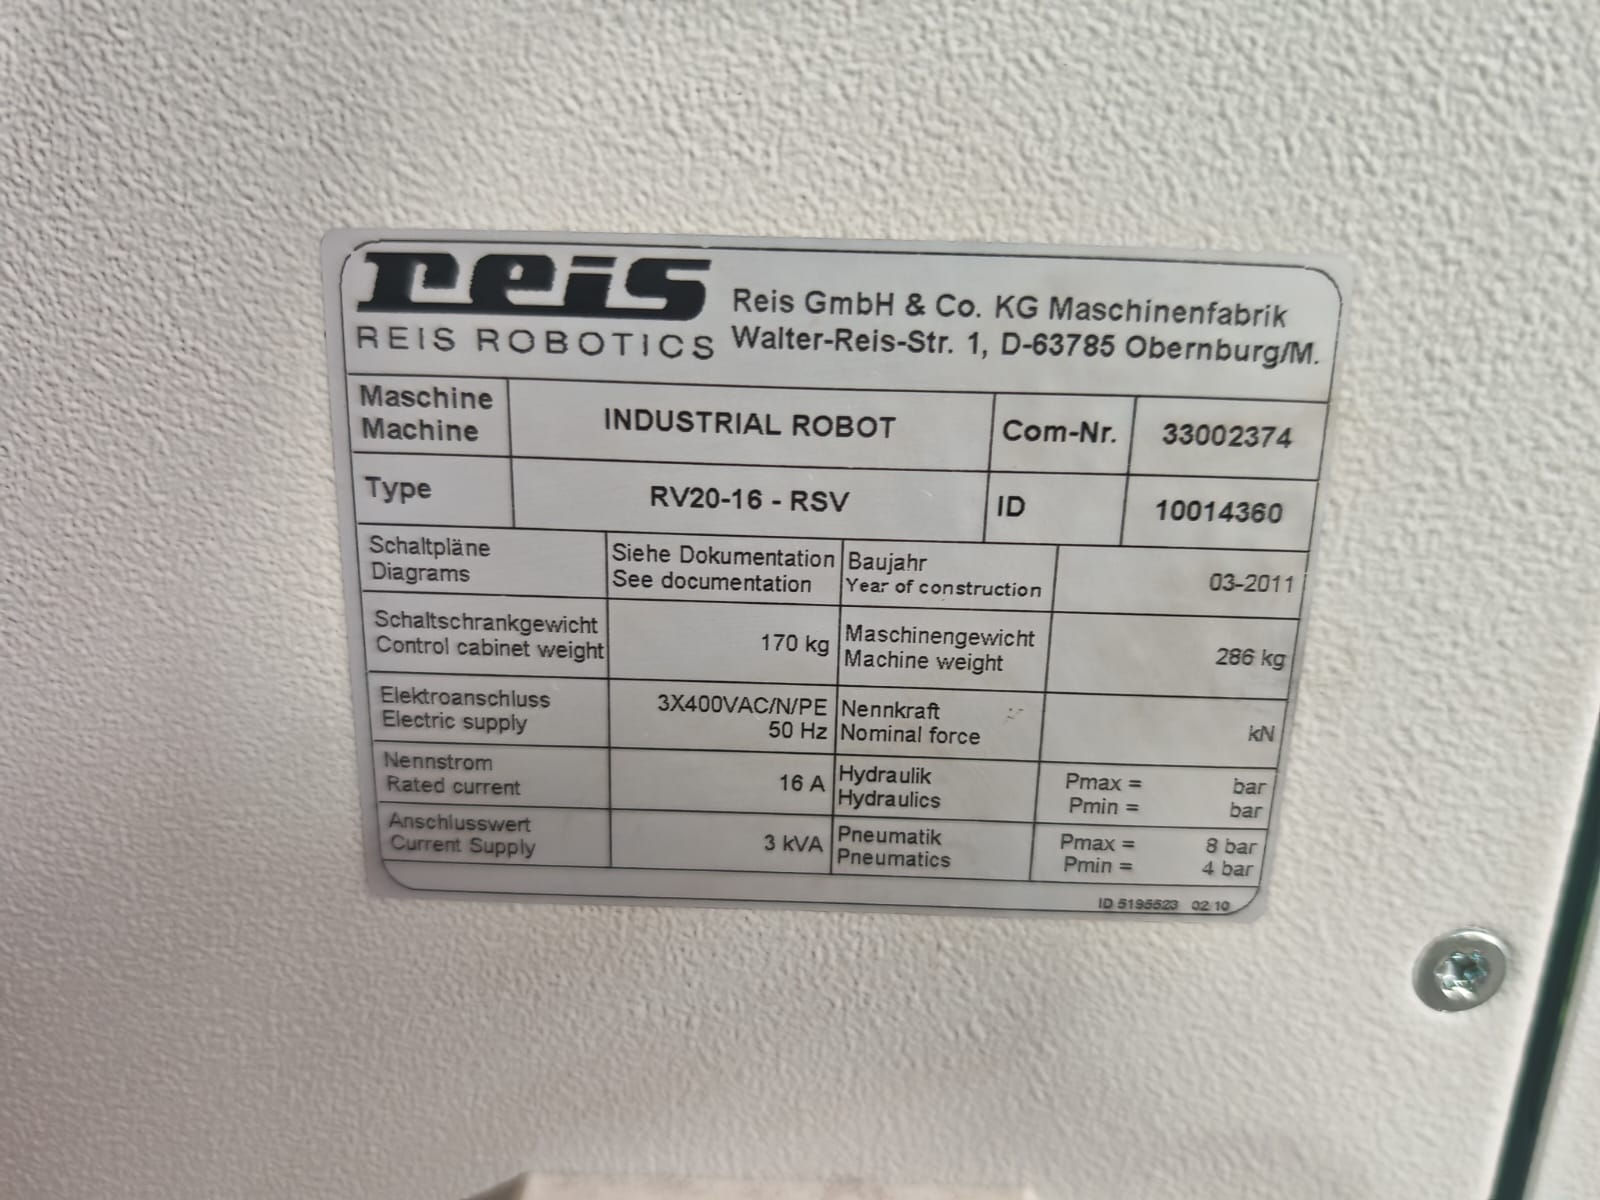 reis
REIS ROBOTICS
Reis GmbH & Co. KG Maschinenfabrik
Walter-Reis-Str. 1, D-63785 Obernburg/M.
Maschine
Machine
INDUSTRIAL ROBOT
Com-Nr.
33002374
Type
RV20-16 - RSV
ID
10014360
Schaltpläne
Diagrams
Siehe Dokumentation
See documentation
Baujahr
Year of construction
03-2011
Schaltschrankgewicht
Control cabinet weight
170 kg
Maschinengewicht
Machine weight
286 kg
Elektroanschluss
Electric supply
3X400VAC/N/PE
50 Hz
Nennkraft
Nominal force
kN
Nennstrom
Rated current
16 A
Hydraulik
Hydraulics
Pmax = bar
Pmin = bar
Anschlusswert
Current Supply
3 kVA
Pneumatik
Pneumatics
Pmax = 8 bar
Pmin = 4 bar
ID 5195523 02/10